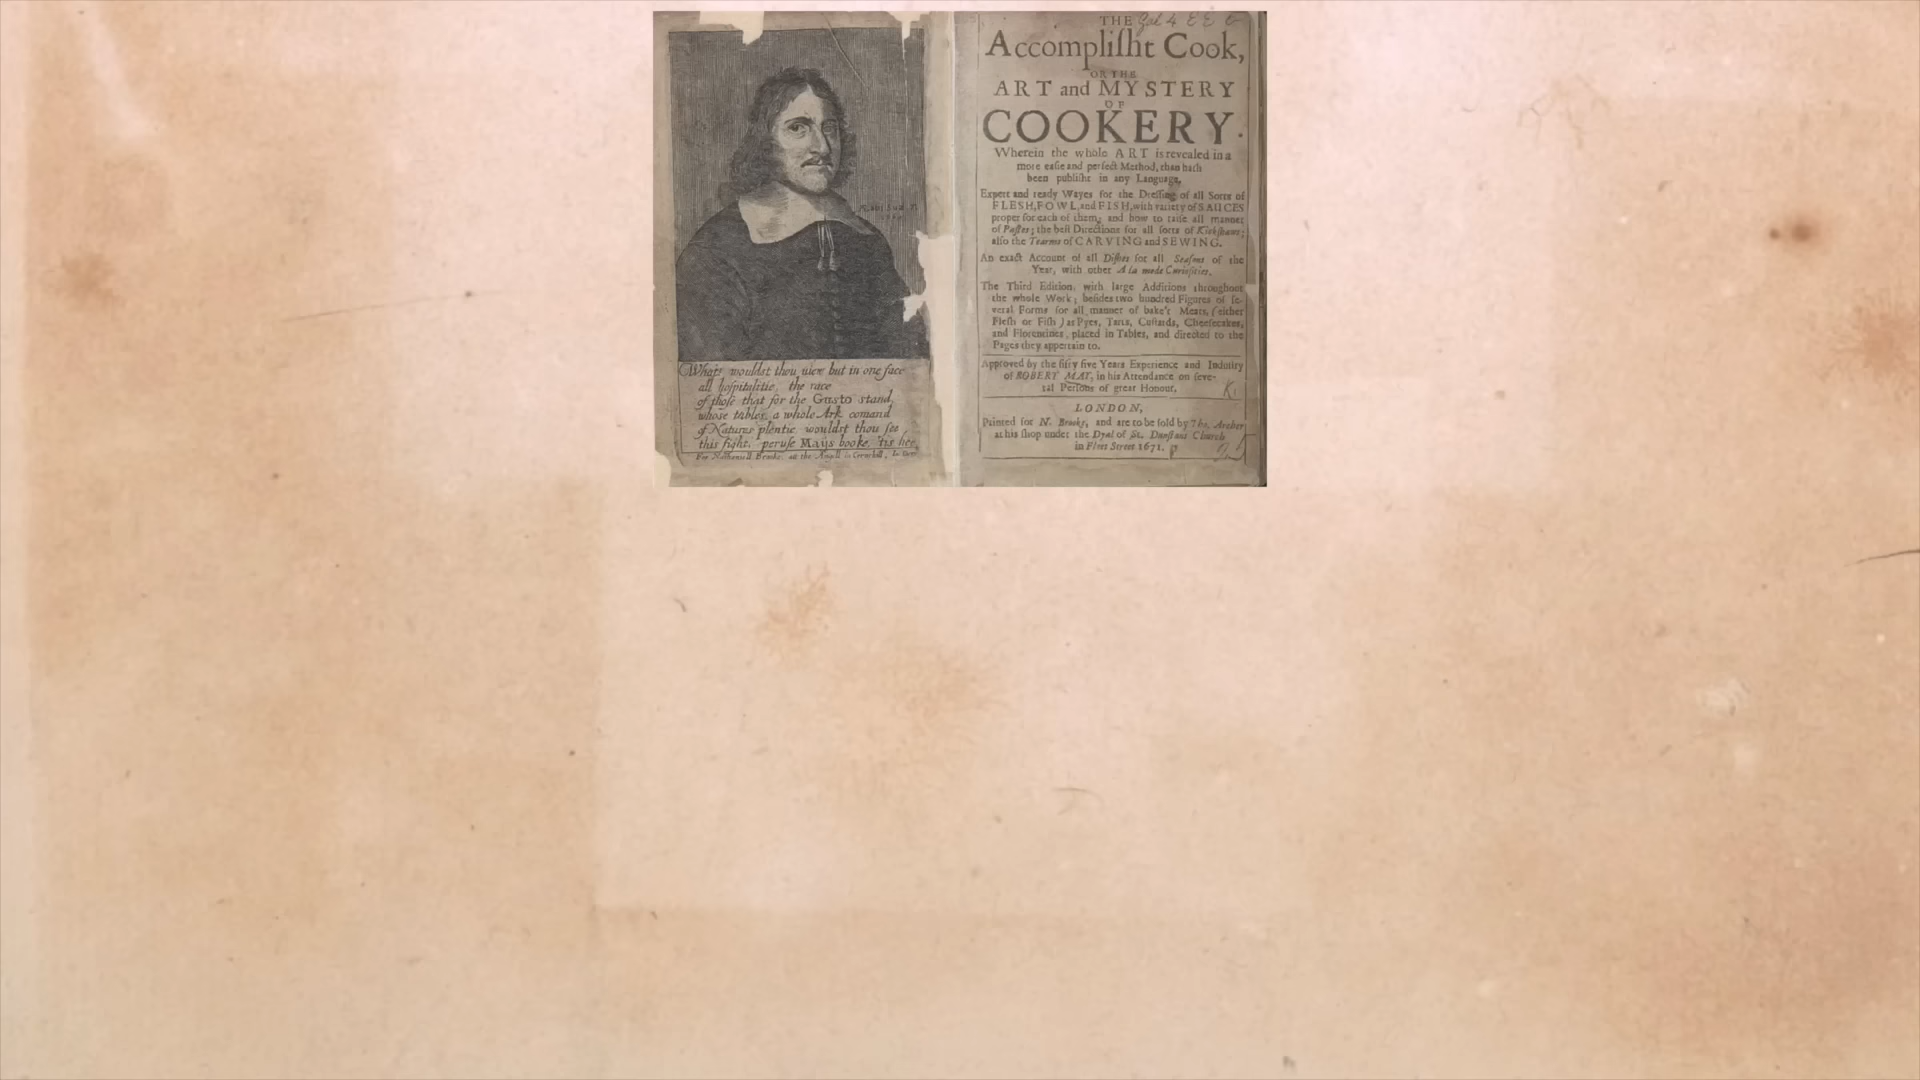 What! wouldst thou view but in one face
all hospitalitie, the race
of those that for the Gusto stand,
whose tables a whole Ark comand
of Natures plentie wouldst thou see
this sight, peruse Mays booke, tis hee
For Nathaniell Brooke, at the Angell in Cornehill,
THE
Accomplisht Cook,
OR THE
ART and MYSTERY
OF
COOKERY.
Wherein the whole ART is revealed in a
more easie and perfect Method, than hath
been publisht in any Language.
Expert and ready Wayes for the Dressing of all Sorts of
FLESH, FOWL, and FISH, with variety of SAUCES
proper for each of them; and how to raise all manner
of Pastes; the best Directions for all sorts of Kickshaws;
also the Tearms of CARVING and SEWING.
An exact Account of all Dishes for all Seasons of the
Year, with other A la mode Curiosities.
The Third Edition, with large Additions throughout
the whole Work; besides two hundred Figures of se-
veral Forms for all manner of bake't Meats, (either
Flesh or Fish) as Pyes, Tarts, Custards, Cheesecakes,
and Florentines, placed in Tables, and directed to the
Pages they appertain to.
Approved by the fifty five Years Experience and Industry
of ROBERT MAY, in his Attendance on seve-
ral Persons of great Honour.
LONDON,
Printed for N. Brooke, and are to be sold by Tho. Archer
at his shop under the Dyal of St. Dunstans Church
in Fleet Street 1671.